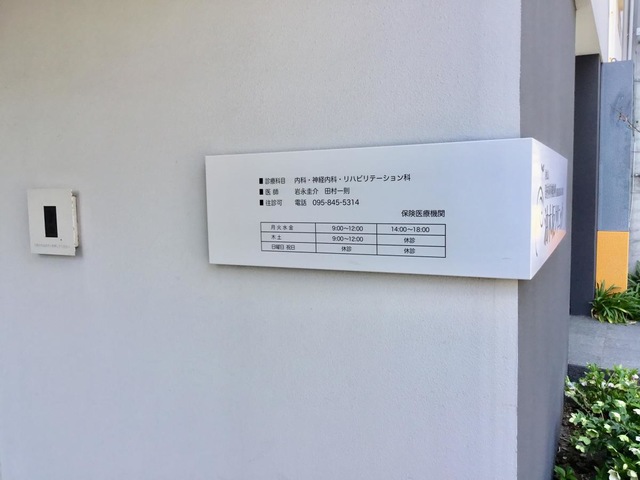 ■ 診療科目 内科・神経内科・リハビリテーション科
■ 医師 岩永圭介 田村一則
■ 往診可 電話 095-845-5314
保険医療機関
月 火 水 金 9:00〜12:00 14:00〜18:00
木 土 9:00〜12:00 休診
日曜日 祝日 休診 休診